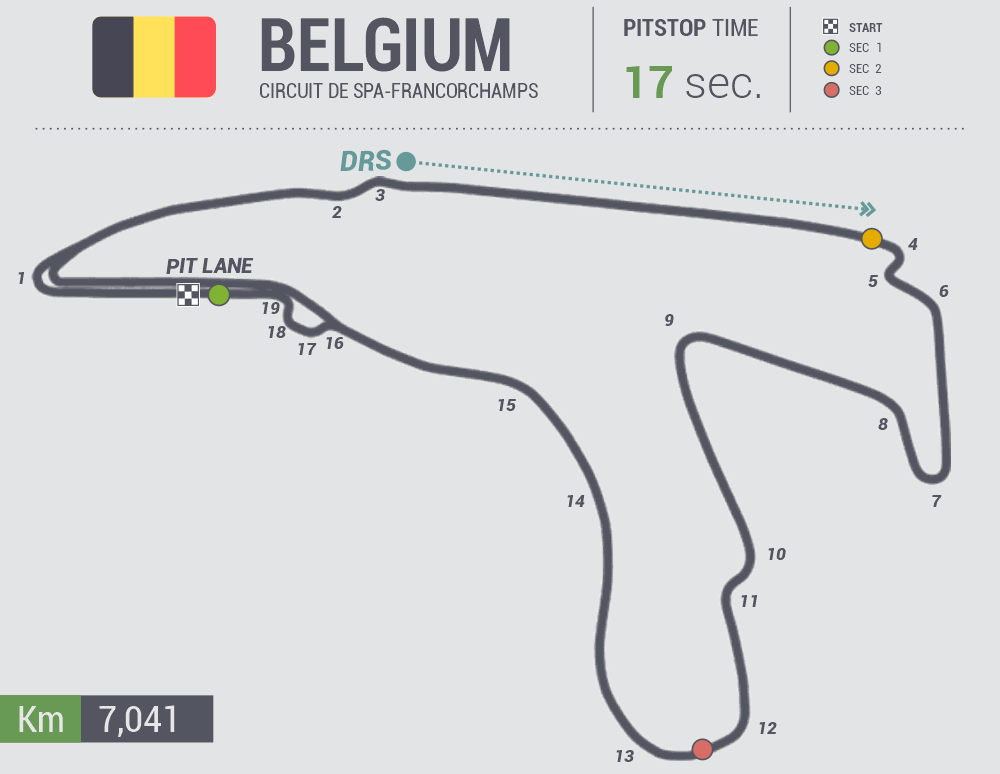 BELGIUM
CIRCUIT DE SPA-FRANCORCHAMPS
PITSTOP TIME
17 sec.
START
SEC 1
SEC 2
SEC 3
DRS
2
3
4
1
PIT LANE
5
6
19
9
18
17
16
15
8
14
7
10
11
12
13
Km 7,041